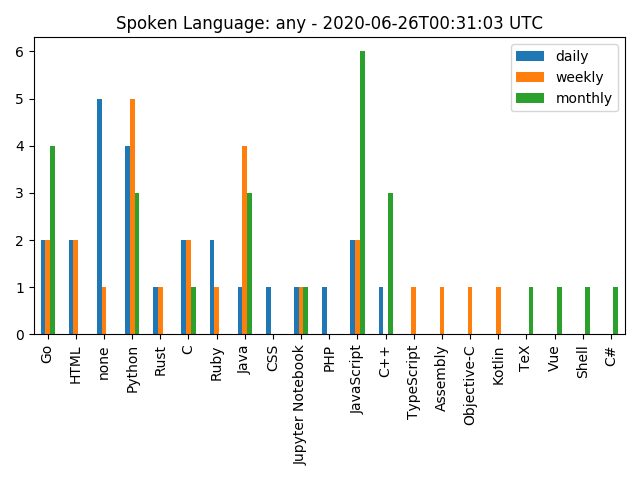 Spoken Language: any - 2020-06-26T00:31:03 UTC
daily
weekly
monthly
6
5
4
3
2
1
0
Go
HTML
none
Python
Rust
C
Ruby
Java
CSS
Jupyter Notebook
PHP
JavaScript
C++
TypeScript
Assembly
Objective-C
Kotlin
TeX
Vue
Shell
C#